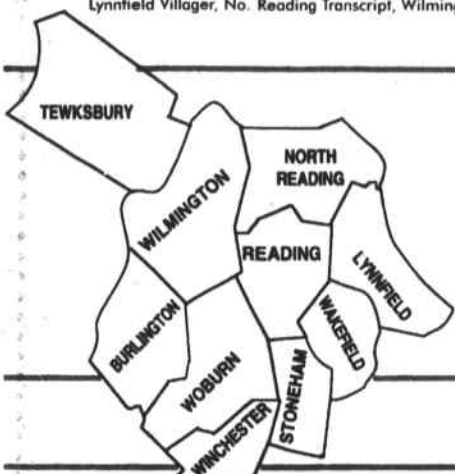 Lynnfield Villager, No. Reading Transcript, Wilming
TEWKSBURY
NORTH
READING
WILMINGTON
READING
LYNNFIELD
BURLINGTON
WAKEFIELD
WOBURN
STONEHAM
WINCHESTER